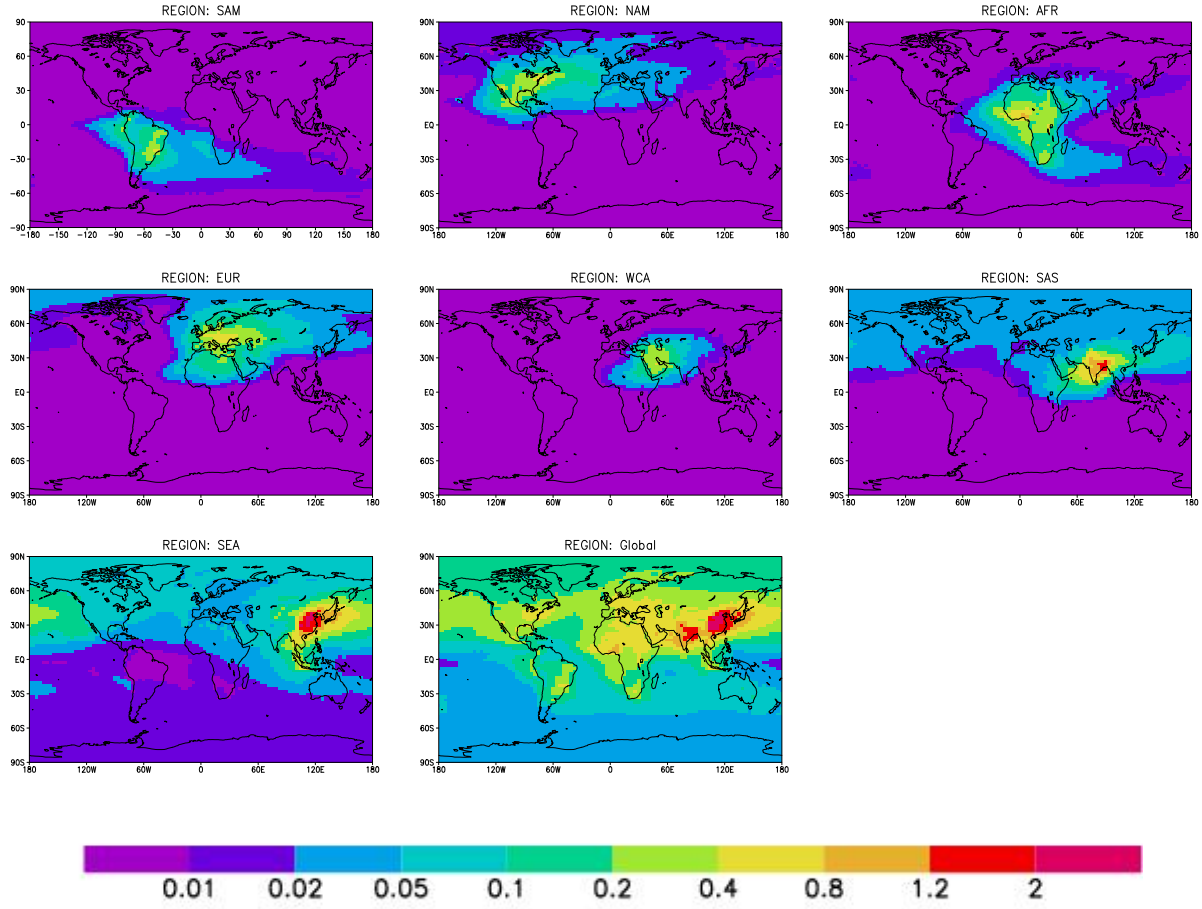 REGION: SAM
90
60
30
0
−30
−60
−90
−180 −150 −120 −90 −60 −30 0 30 60 90 120 150 180
REGION: NAM
90N
60N
30N
EQ
30S
60S
90S
180 120W 60W 0 60E 120E 180
REGION: AFR
90N
60N
30N
EQ
30S
60S
90S
180 120W 60W 0 60E 120E 180
REGION: EUR
90N
60N
30N
EQ
30S
60S
90S
180 120W 60W 0 60E 120E 180
REGION: WCA
90N
60N
30N
EQ
30S
60S
90S
180 120W 60W 0 60E 120E 180
REGION: SAS
90N
60N
30N
EQ
30S
60S
90S
180 120W 60W 0 60E 120E 180
REGION: SEA
90N
60N
30N
EQ
30S
60S
90S
180 120W 60W 0 60E 120E 180
REGION: Global
90N
60N
30N
EQ
30S
60S
90S
180 120W 60W 0 60E 120E 180
0.01 0.02 0.05 0.1 0.2 0.4 0.8 1.2 2